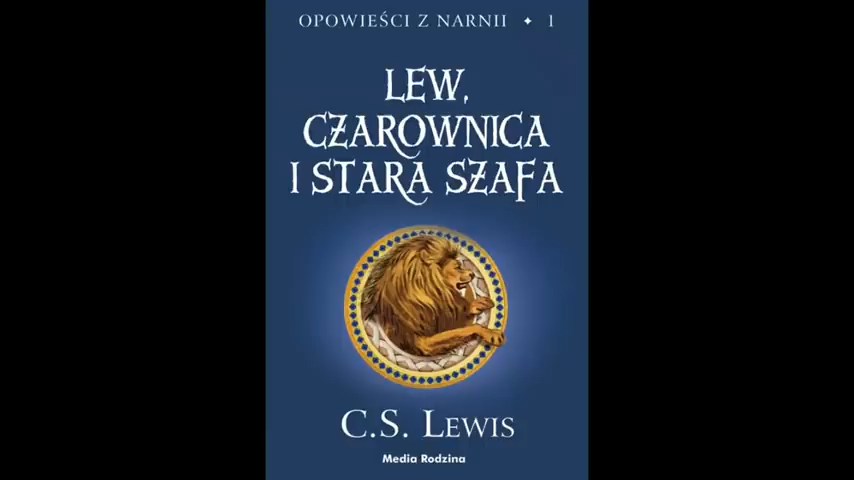 OPOWIEŚCI Z NARNII ✦ 1
LEW,
CZAROWNICA
I STARA SZAFA
C.S. LEWIS
Media Rodzina